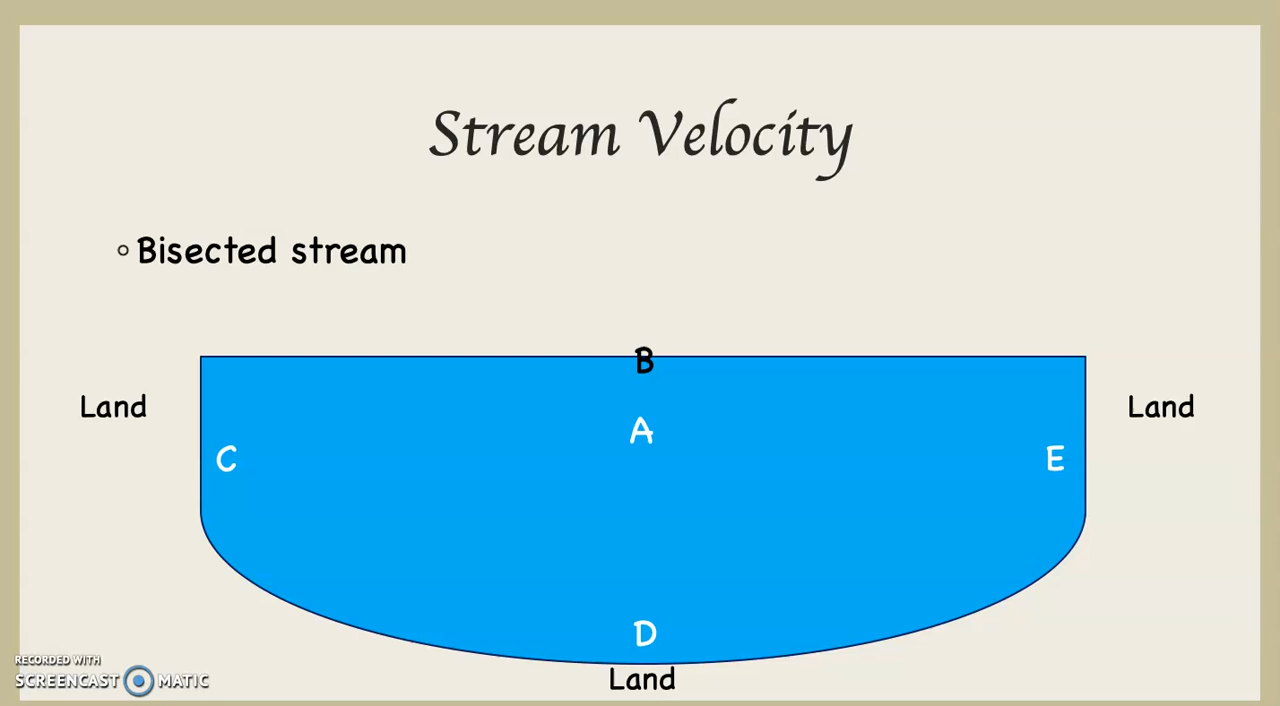 Stream Velocity
Bisected stream
B
Land
Land
A
C
E
D
Land
RECORDED WITH
SCREENCAST MATIC